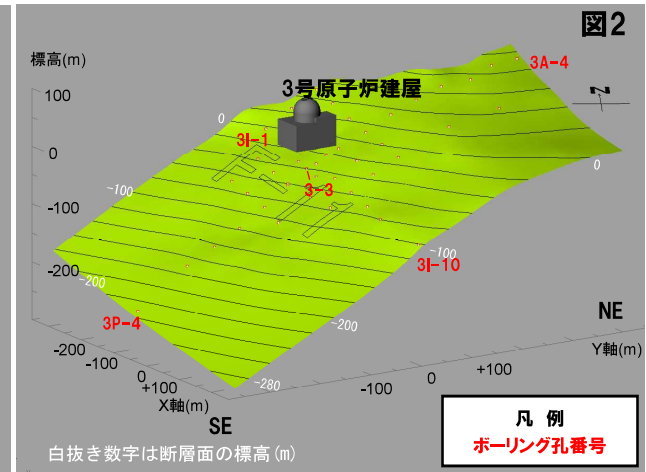 図2
標高(m)
3A-4
3号原子炉建屋
N
100
0
-100
-200
0
3I-1
0
-100
3-3
-100
3I-10
-200
-200
3P-4
-280
NE
Y軸(m)
+100
0
-100
-200
-100
0
+100
X軸(m)
SE
凡 例
ボーリング孔番号
白抜き数字は断層面の標高(m)